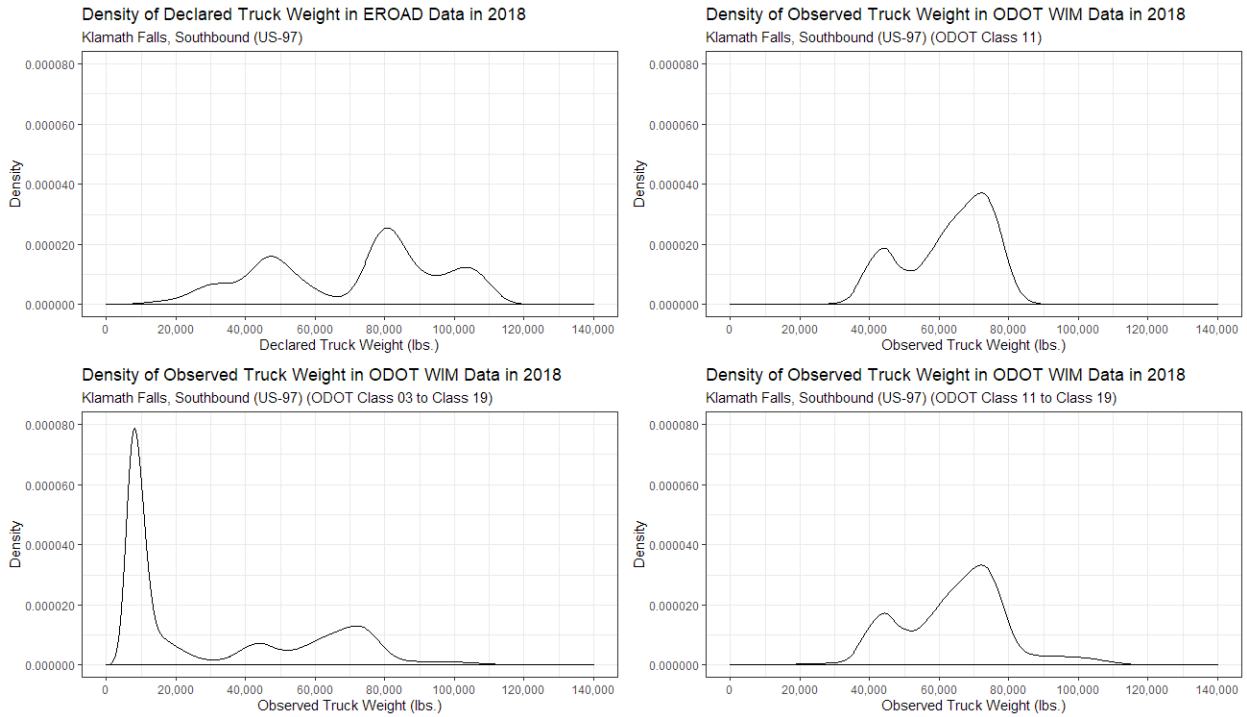 Density of Declared Truck Weight in EROAD Data in 2018
Klamath Falls, Southbound (US-97)
0.000080
0.000060
0.000040
0.000020
0.000000
Density
0 20,000 40,000 60,000 80,000 100,000 120,000 140,000
Declared Truck Weight (lbs.)
Density of Observed Truck Weight in ODOT WIM Data in 2018
Klamath Falls, Southbound (US-97) (ODOT Class 11)
0.000080
0.000060
0.000040
0.000020
0.000000
Density
0 20,000 40,000 60,000 80,000 100,000 120,000 140,000
Observed Truck Weight (lbs.)
Density of Observed Truck Weight in ODOT WIM Data in 2018
Klamath Falls, Southbound (US-97) (ODOT Class 03 to Class 19)
0.000080
0.000060
0.000040
0.000020
0.000000
Density
0 20,000 40,000 60,000 80,000 100,000 120,000 140,000
Observed Truck Weight (lbs.)
Density of Observed Truck Weight in ODOT WIM Data in 2018
Klamath Falls, Southbound (US-97) (ODOT Class 11 to Class 19)
0.000080
0.000060
0.000040
0.000020
0.000000
Density
0 20,000 40,000 60,000 80,000 100,000 120,000 140,000
Observed Truck Weight (lbs.)